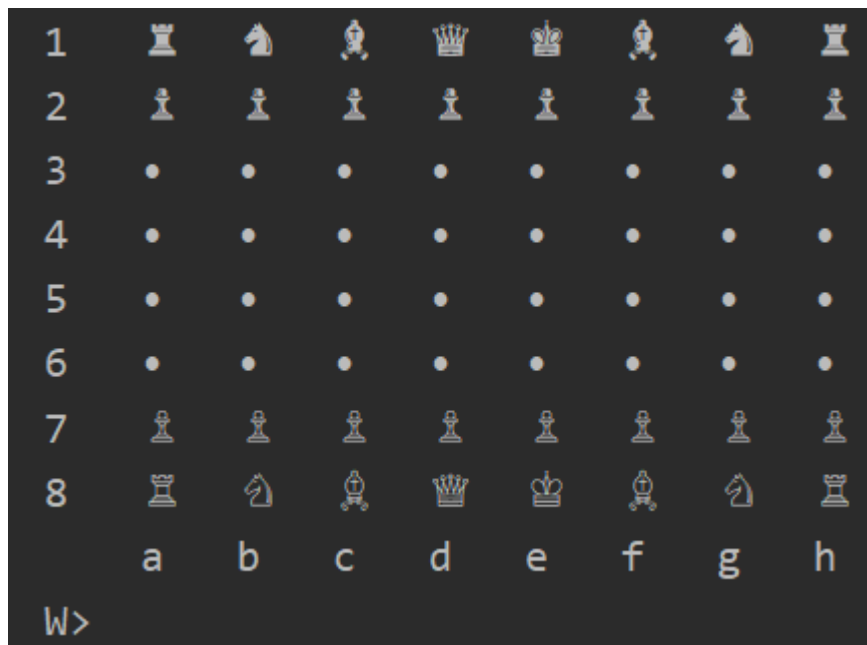 1 ♜ ♞ ♝ ♛ ♚ ♝ ♞ ♜
2 ♟ ♟ ♟ ♟ ♟ ♟ ♟ ♟
3 • • • • • • • •
4 • • • • • • • •
5 • • • • • • • •
6 • • • • • • • •
7 ♙ ♙ ♙ ♙ ♙ ♙ ♙ ♙
8 ♖ ♘ ♗ ♕ ♔ ♗ ♘ ♖
a b c d e f g h
W>